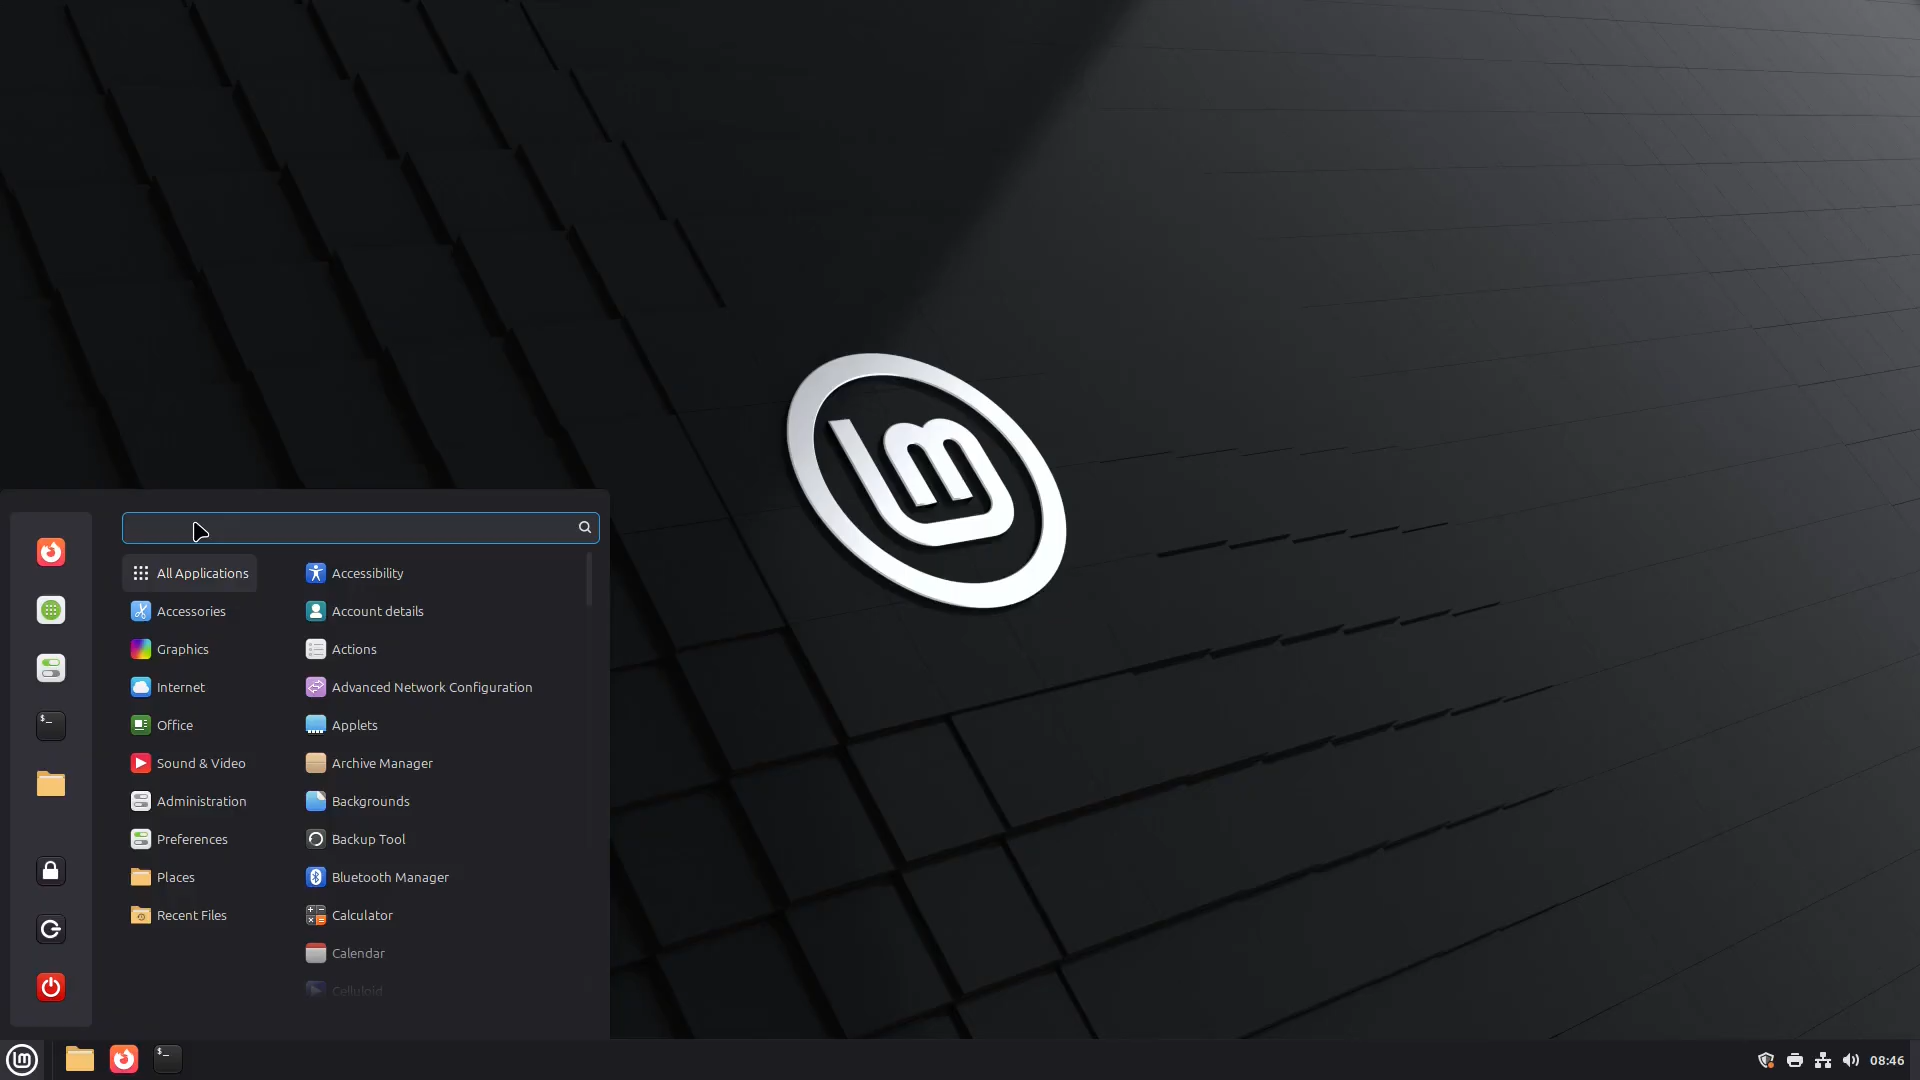 All Applications
Accessories
Graphics
Internet
Office
Sound & Video
Administration
Preferences
Places
Recent Files
Accessibility
Account details
Actions
Advanced Network Configuration
Applets
Archive Manager
Backgrounds
Backup Tool
Bluetooth Manager
Calculator
Calendar
Celluloid
08:46